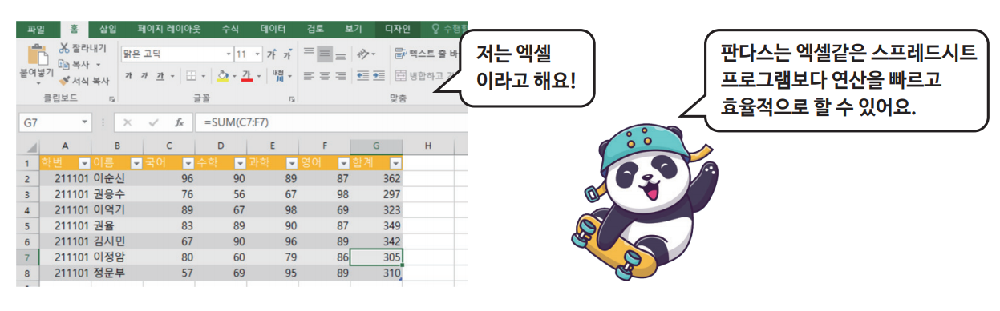 파일 홈 삽입 페이지 레이아웃 수식 데이터 검토 보기 디자인
잘라내기
복사
서식 복사
붙여넣기
클립보드
맑은 고딕 11 가 가
가 가 가 가 내천
글꼴
텍스트 줄 바
병합하고
맞춤
저는 엑셀
이라고 해요!
판다스는 엑셀같은 스프레드시트
프로그램보다 연산을 빠르고
효율적으로 할 수 있어요.
G7 fx =SUM(C7:F7)
A B C D E F G H
1 학번 이름 국어 수학 과학 영어 합계
2 211101 이순신 96 90 89 87 362
3 211101 권응수 76 56 67 98 297
4 211101 이억기 89 67 98 69 323
5 211101 권율 83 89 90 87 349
6 211101 김시민 67 90 96 89 342
7 211101 이정암 80 60 79 86 305
8 211101 정문부 57 69 95 89 310